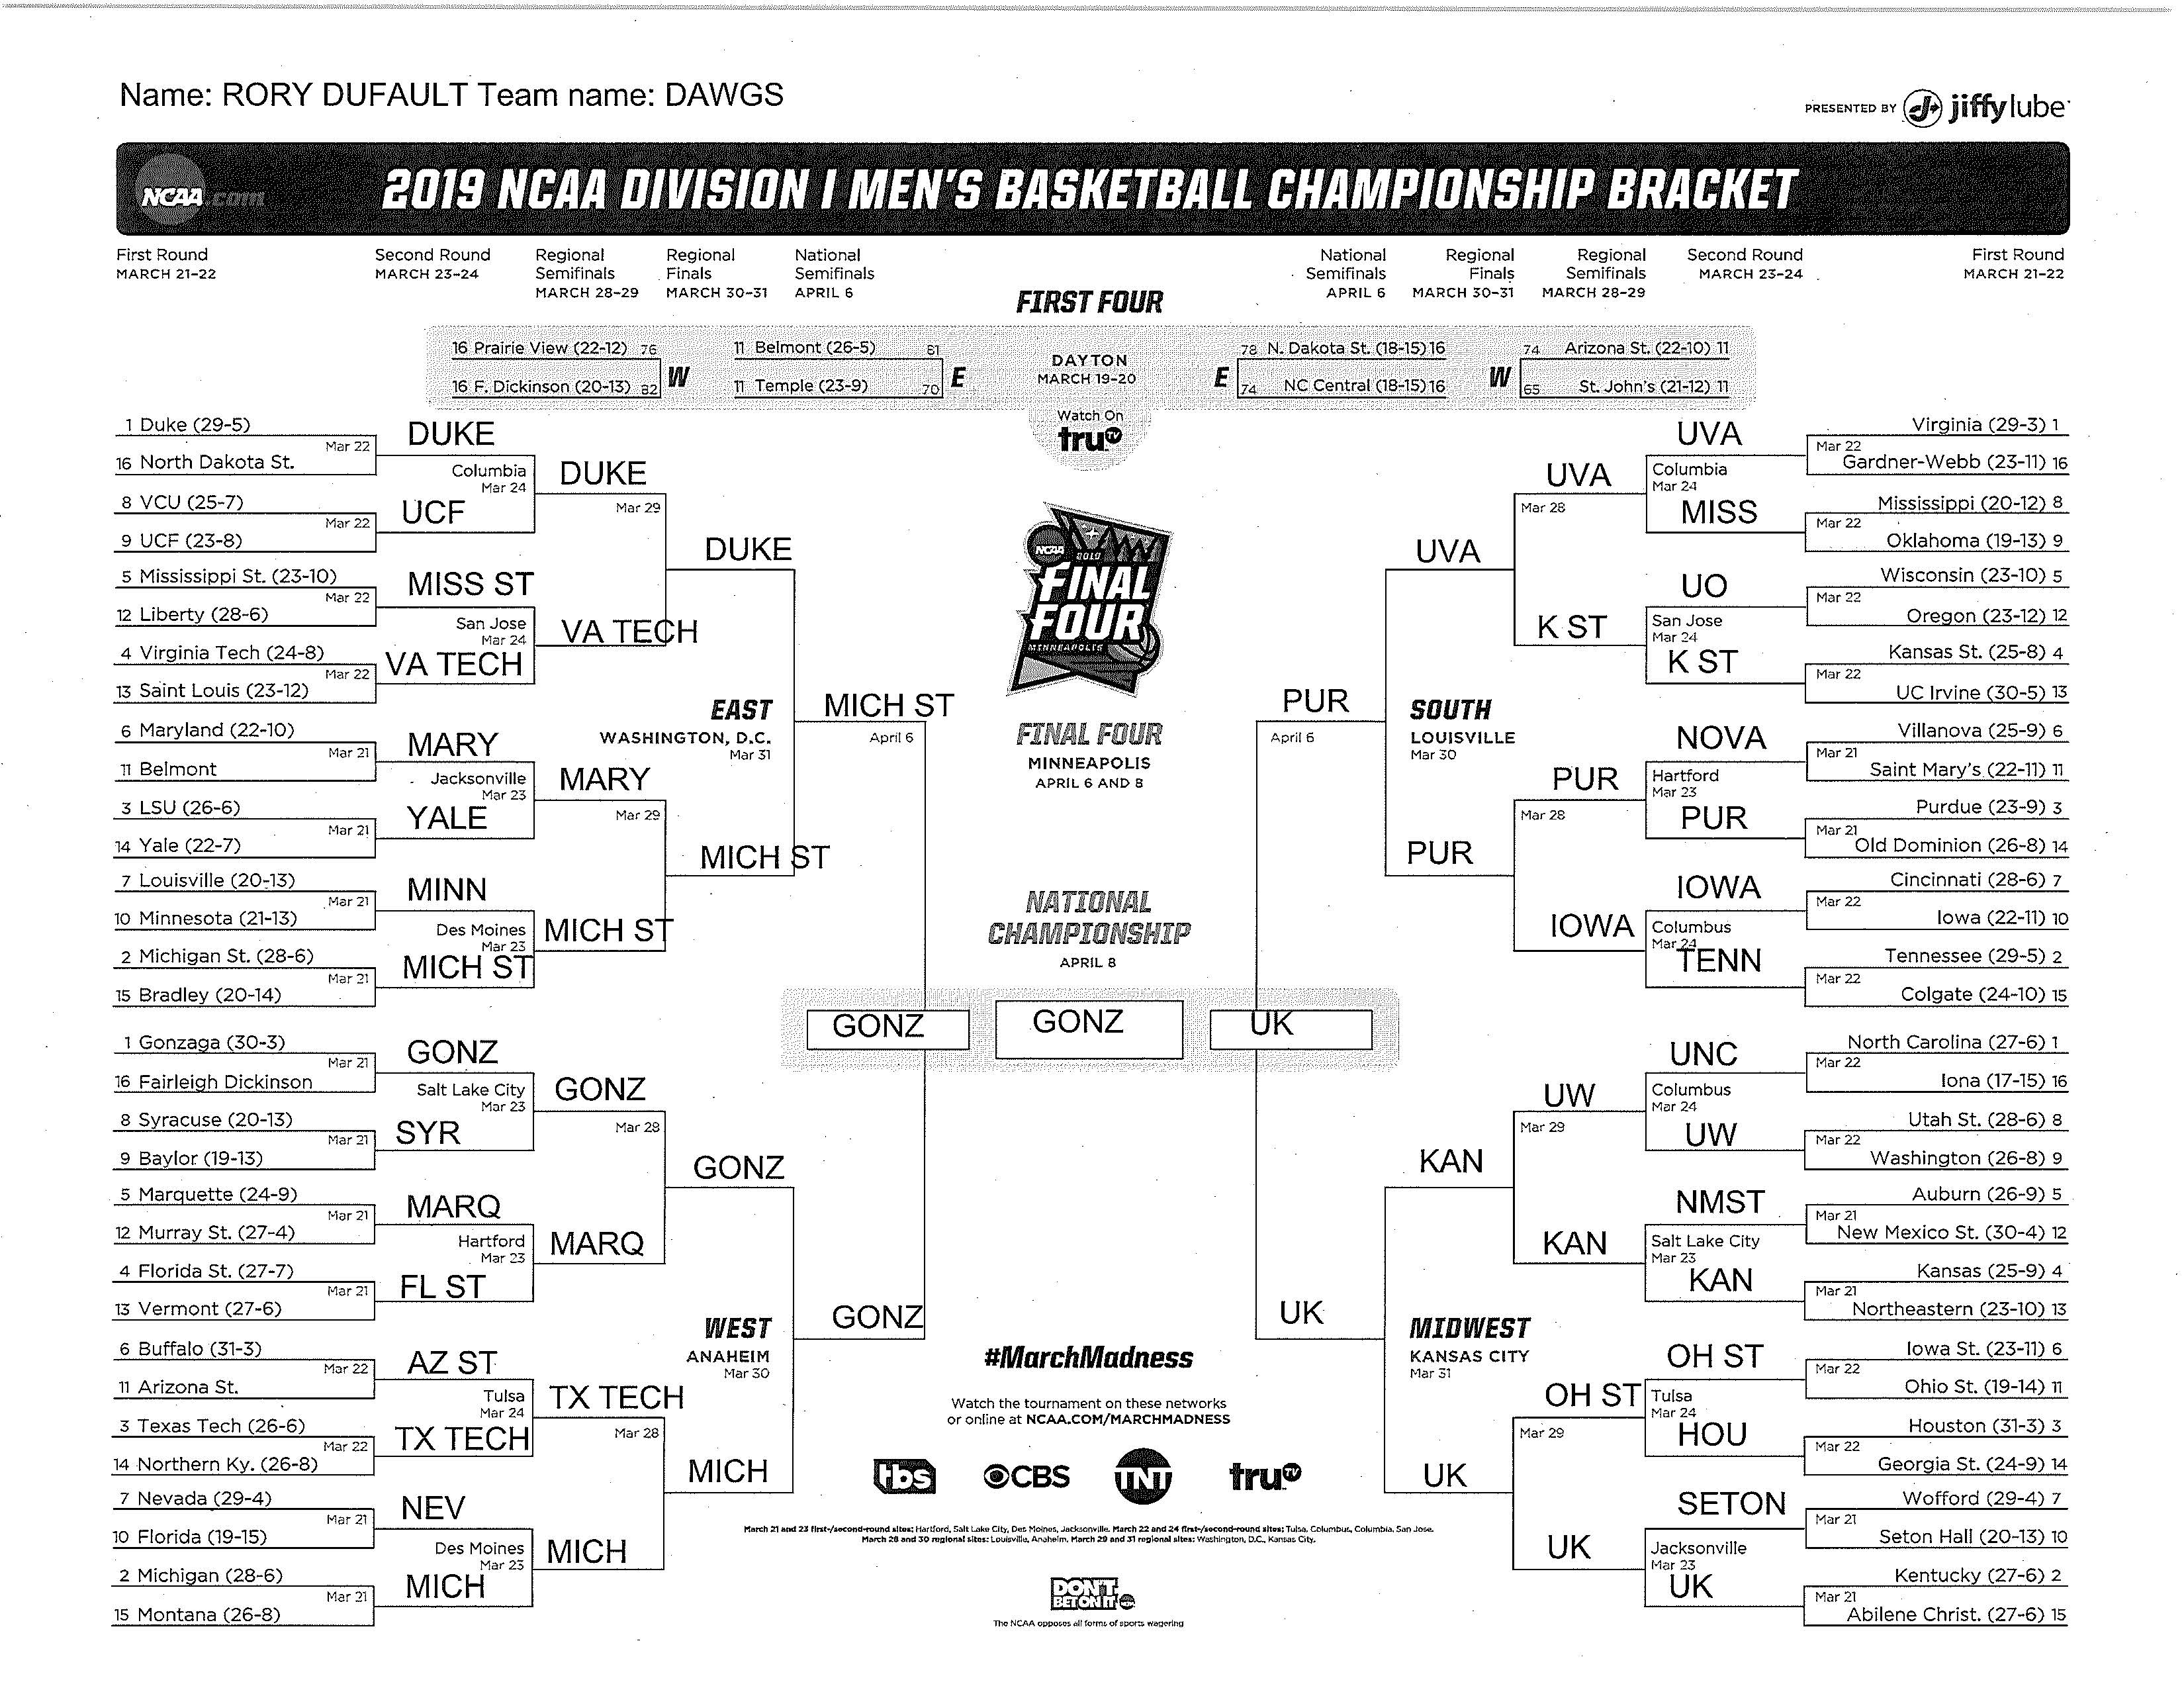 Name: RORY DUFAULT Team name: DAWGS
PRESENTED BY jiffylube
NCAA.com
2019 NCAA DIVISION I MEN'S BASKETBALL CHAMPIONSHIP BRACKET
First Round
MARCH 21-22
Second Round
MARCH 23-24
Regional
Semifinals
MARCH 28-29
Regional
Finals
MARCH 30-31
National
Semifinals
APRIL 6
National
Semifinals
APRIL 6
Regional
Finals
MARCH 30-31
Regional
Semifinals
MARCH 28-29
Second Round
MARCH 23-24
First Round
MARCH 21-22
FIRST FOUR
16 Prairie View (22-12) 76
16 F. Dickinson (20-13) 82
W
11 Belmont (26-5) 81
11 Temple (23-9) 70
E
DAYTON
MARCH 19-20
E
78 N. Dakota St. (18-15) 16
74 NC Central (18-15) 16
W
74 Arizona St. (22-10) 11
65 St. John's (21-12) 11
Watch On
truTV
1 Duke (29-5)
Mar 22
16 North Dakota St.
8 VCU (25-7)
Mar 22
9 UCF (23-8)
5 Mississippi St. (23-10)
Mar 22
12 Liberty (28-6)
4 Virginia Tech (24-8)
Mar 22
13 Saint Louis (23-12)
6 Maryland (22-10)
Mar 21
11 Belmont
3 LSU (26-6)
Mar 21
14 Yale (22-7)
7 Louisville (20-13)
Mar 21
10 Minnesota (21-13)
2 Michigan St. (28-6)
Mar 21
15 Bradley (20-14)
DUKE
Columbia
Mar 24
UCF
MISS ST
San Jose
Mar 24
VA TECH
MARY
Jacksonville
Mar 23
YALE
MINN
Des Moines
Mar 23
MICH ST
DUKE
Mar 29
VA TECH
MARY
Mar 29
MICH ST
DUKE
EAST
WASHINGTON, D.C.
Mar 31
MICH ST
MICH ST
April 6
1 Gonzaga (30-3)
Mar 21
16 Fairleigh Dickinson
8 Syracuse (20-13)
Mar 21
9 Baylor (19-13)
5 Marquette (24-9)
Mar 21
12 Murray St. (27-4)
4 Florida St. (27-7)
Mar 21
13 Vermont (27-6)
6 Buffalo (31-3)
Mar 22
11 Arizona St.
3 Texas Tech (26-6)
Mar 22
14 Northern Ky. (26-8)
7 Nevada (29-4)
Mar 21
10 Florida (19-15)
2 Michigan (28-6)
Mar 21
15 Montana (26-8)
GONZ
Salt Lake City
Mar 23
SYR
MARQ
Hartford
Mar 23
FL ST
AZ ST
Tulsa
Mar 24
TX TECH
NEV
Des Moines
Mar 23
MICH
GONZ
Mar 28
MARQ
TX TECH
Mar 28
MICH
GONZ
WEST
ANAHEIM
Mar 30
MICH
GONZ
NCAA 2019
FINAL
FOUR
MINNEAPOLIS
FINAL FOUR
MINNEAPOLIS
APRIL 6 AND 8
NATIONAL
CHAMPIONSHIP
APRIL 8
GONZ
GONZ
UK
PUR
April 6
UVA
SOUTH
LOUISVILLE
Mar 30
PUR
UVA
Mar 28
K ST
PUR
Mar 28
IOWA
UVA
Columbia
Mar 24
MISS
UO
San Jose
Mar 24
K ST
NOVA
Hartford
Mar 23
PUR
IOWA
Columbus
Mar 24
TENN
Virginia (29-3) 1
Mar 22
Gardner-Webb (23-11) 16
Mississippi (20-12) 8
Mar 22
Oklahoma (19-13) 9
Wisconsin (23-10) 5
Mar 22
Oregon (23-12) 12
Kansas St. (25-8) 4
Mar 22
UC Irvine (30-5) 13
Villanova (25-9) 6
Mar 21
Saint Mary's (22-11) 11
Purdue (23-9) 3
Mar 21
Old Dominion (26-8) 14
Cincinnati (28-6) 7
Mar 22
Iowa (22-11) 10
Tennessee (29-5) 2
Mar 22
Colgate (24-10) 15
UK
KAN
MIDWEST
KANSAS CITY
Mar 31
UK
UW
Mar 29
KAN
OH ST
Mar 29
UK
UNC
Columbus
Mar 24
UW
NMST
Salt Lake City
Mar 23
KAN
OH ST
Tulsa
Mar 24
HOU
SETON
Jacksonville
Mar 23
UK
North Carolina (27-6) 1
Mar 22
Iona (17-15) 16
Utah St. (28-6) 8
Mar 22
Washington (26-8) 9
Auburn (26-9) 5
Mar 21
New Mexico St. (30-4) 12
Kansas (25-9) 4
Mar 21
Northeastern (23-10) 13
Iowa St. (23-11) 6
Mar 22
Ohio St. (19-14) 11
Houston (31-3) 3
Mar 22
Georgia St. (24-9) 14
Wofford (29-4) 7
Mar 21
Seton Hall (20-13) 10
Kentucky (27-6) 2
Mar 21
Abilene Christ. (27-6) 15
#MarchMadness
Watch the tournament on these networks
or online at NCAA.COM/MARCHMADNESS
tbs CBS TNT truTV
March 21 and 23 first-/second-round sites: Hartford, Salt Lake City, Des Moines, Jacksonville. March 22 and 24 first-/second-round sites: Tulsa, Columbus, Columbia, San Jose.
March 28 and 30 regional sites: Louisville, Anaheim. March 29 and 31 regional sites: Washington, D.C., Kansas City.
DON'T
BET ON IT
The NCAA opposes all forms of sports wagering